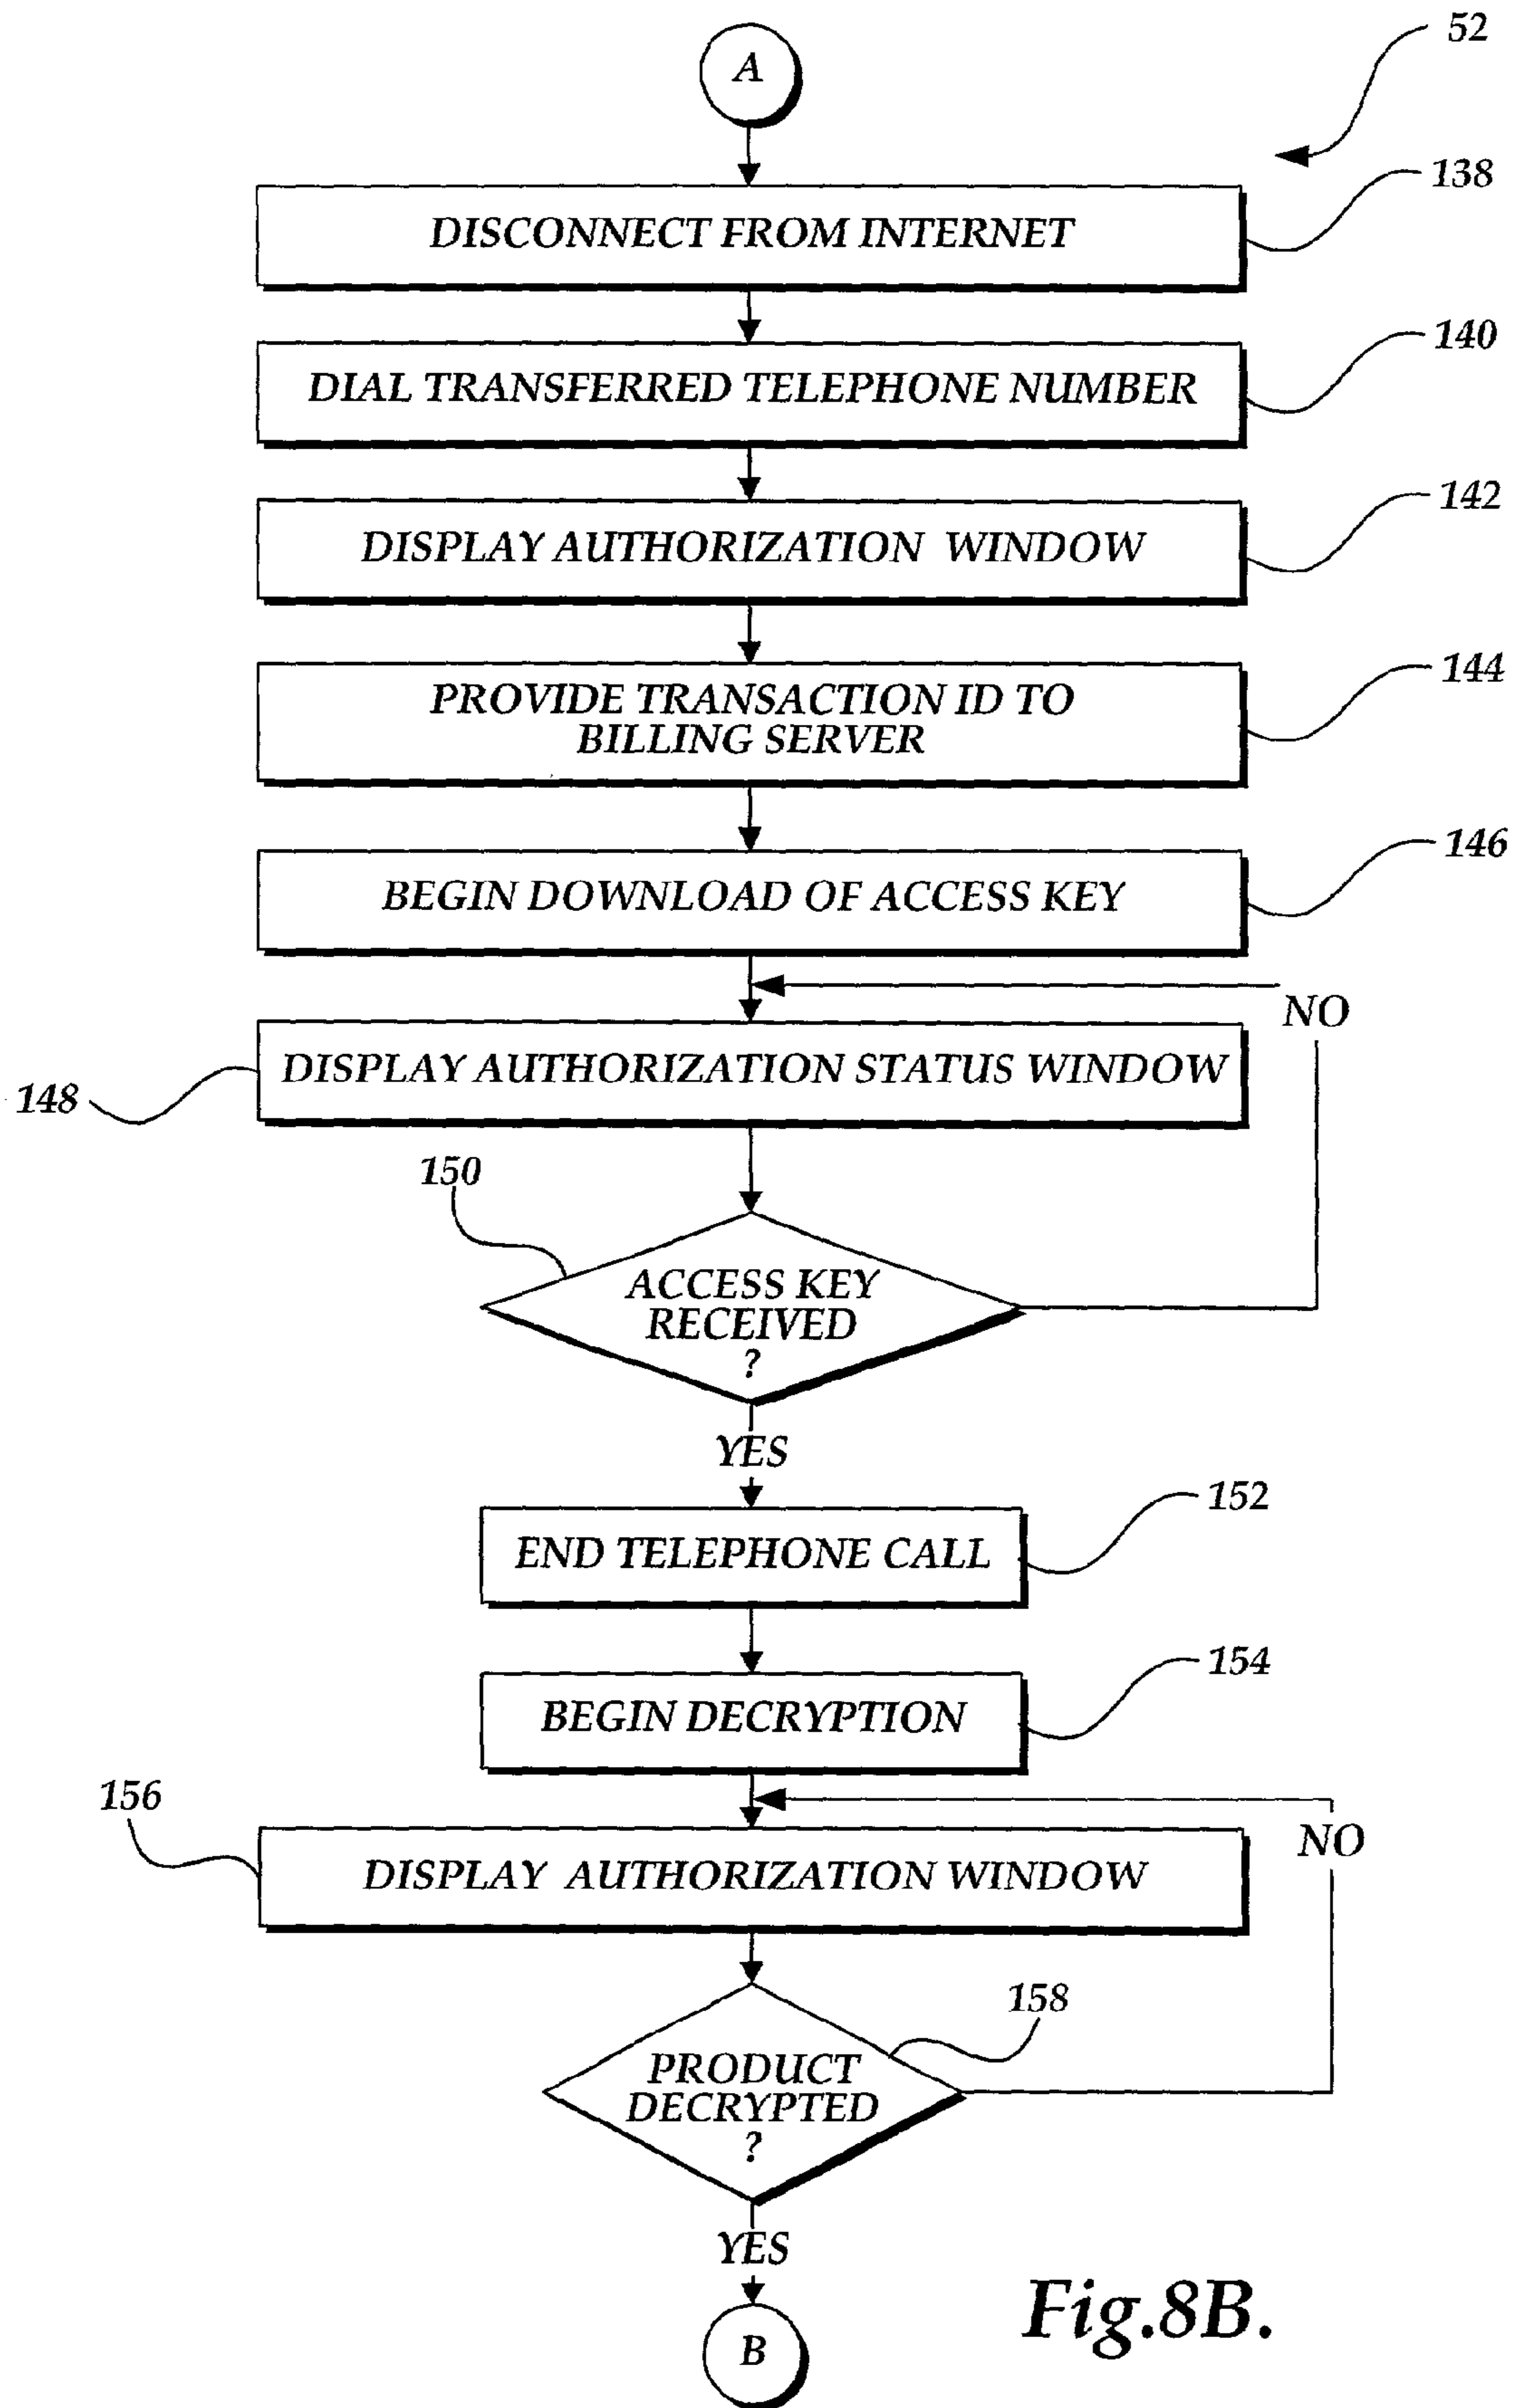 52
A
138
DISCONNECT FROM INTERNET
140
DIAL TRANSFERRED TELEPHONE NUMBER
142
DISPLAY AUTHORIZATION WINDOW
144
PROVIDE TRANSACTION ID TO
BILLING SERVER
146
BEGIN DOWNLOAD OF ACCESS KEY
NO
148
DISPLAY AUTHORIZATION STATUS WINDOW
150
ACCESS KEY
RECEIVED
?
YES
152
END TELEPHONE CALL
154
BEGIN DECRYPTION
156
NO
DISPLAY AUTHORIZATION WINDOW
158
PRODUCT
DECRYPTED
?
YES
B
Fig.8B.